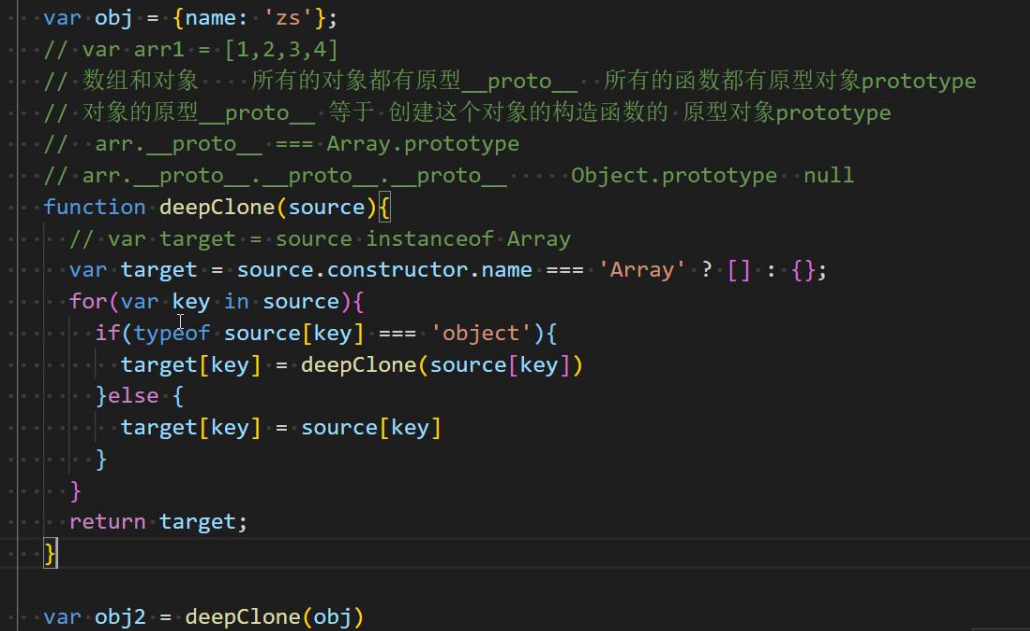 var obj = {name: 'zs'};
// var arr1 = [1,2,3,4]
// 数组和对象    所有的对象都有原型__proto__  所有的函数都有原型对象prototype
// 对象的原型__proto__ 等于 创建这个对象的构造函数的 原型对象prototype
//  arr.__proto__ === Array.prototype
// arr.__proto__.__proto__.__proto__     Object.prototype  null
function deepClone(source){
  // var target = source instanceof Array
  var target = source.constructor.name === 'Array' ? [] : {};
  for(var key in source){
    if(typeof source[key] === 'object'){
      target[key] = deepClone(source[key])
    }else {
      target[key] = source[key]
    }
  }
  return target;
}
var obj2 = deepClone(obj)